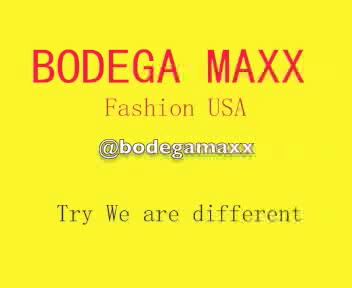 BODEGA MAXX
Fashion USA
@bodegamaxx
Try We are different